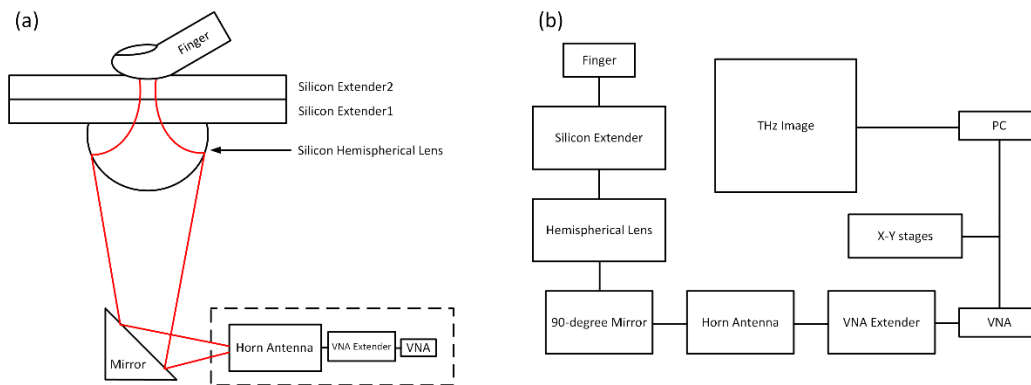 (a)
Finger
Silicon Extender2
Silicon Extender1
Silicon Hemispherical Lens
Mirror
Horn Antenna
VNA Extender
VNA
(b)
Finger
Silicon Extender
Hemispherical Lens
90-degree Mirror
Horn Antenna
VNA Extender
VNA
X-Y stages
PC
THz Image